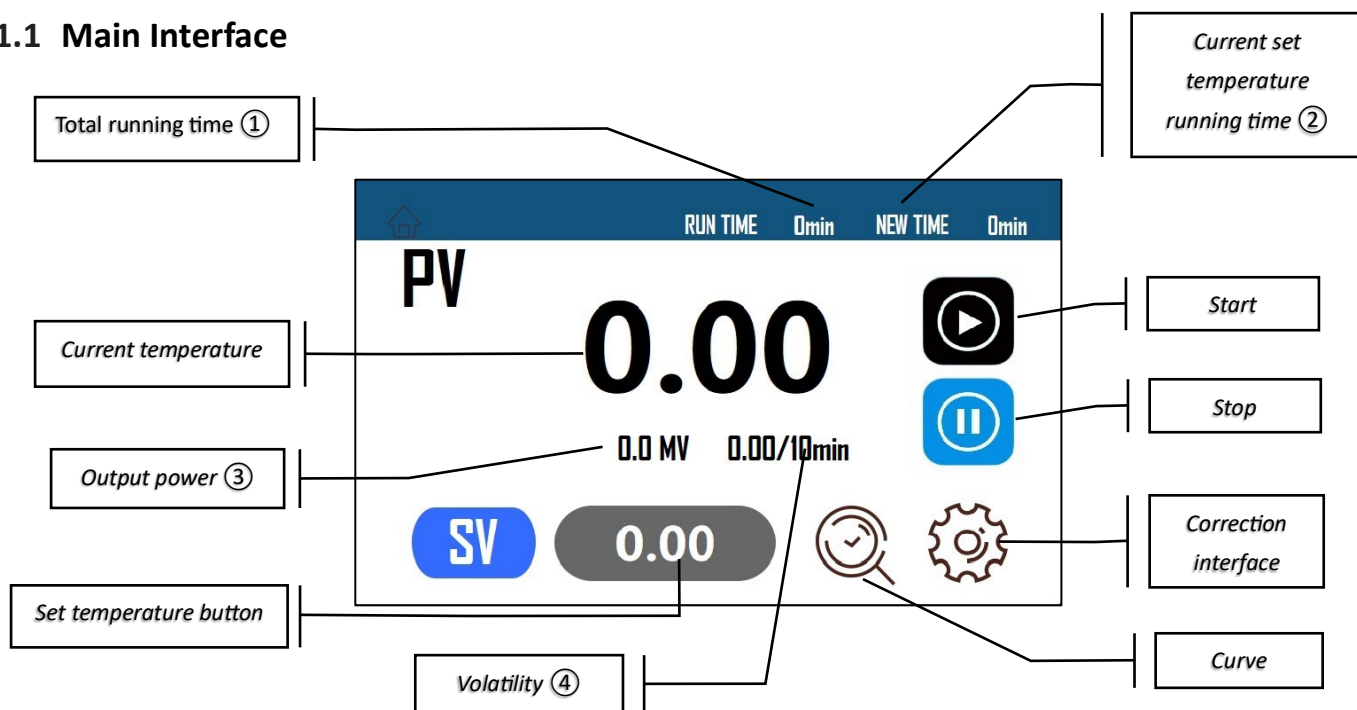 1.1 Main Interface
Current set
temperature
running time ②
Total running time ①
RUN TIME 0min NEW TIME 0min
PV
0.00
Start
Current temperature
Stop
0.0 MV 0.00/10min
Output power ③
SV 0.00
Correction
interface
Set temperature button
Curve
Volatility ④